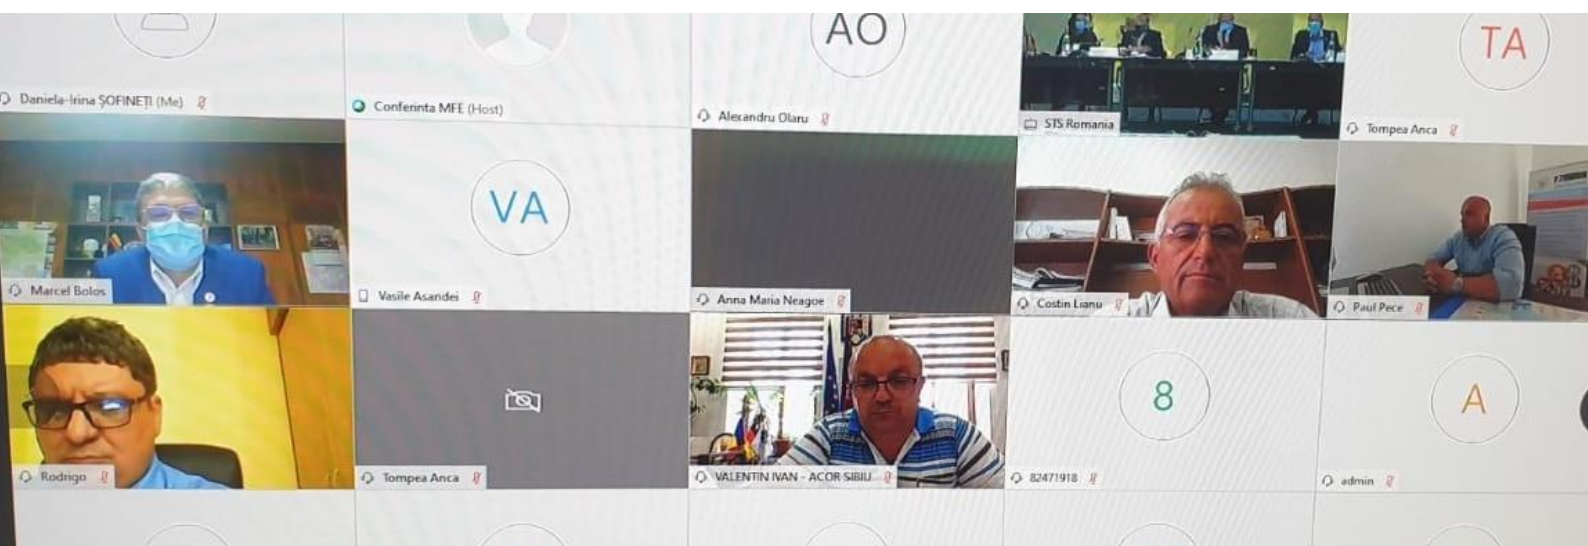 AO
TA
Daniela-Irina ȘOFINEȚI (Me)
Conferinta MFE (Host)
Alexandru Olaru
STS Romania
Tompea Anca
VA
Marcel Bolos
Vasile Asandei
Anna Maria Neagoe
Costin Lianu
Paul Pece
8
A
Rodrigo
Tompea Anca
VALENTIN IVAN - ACOR SIBIU
82471918
admin